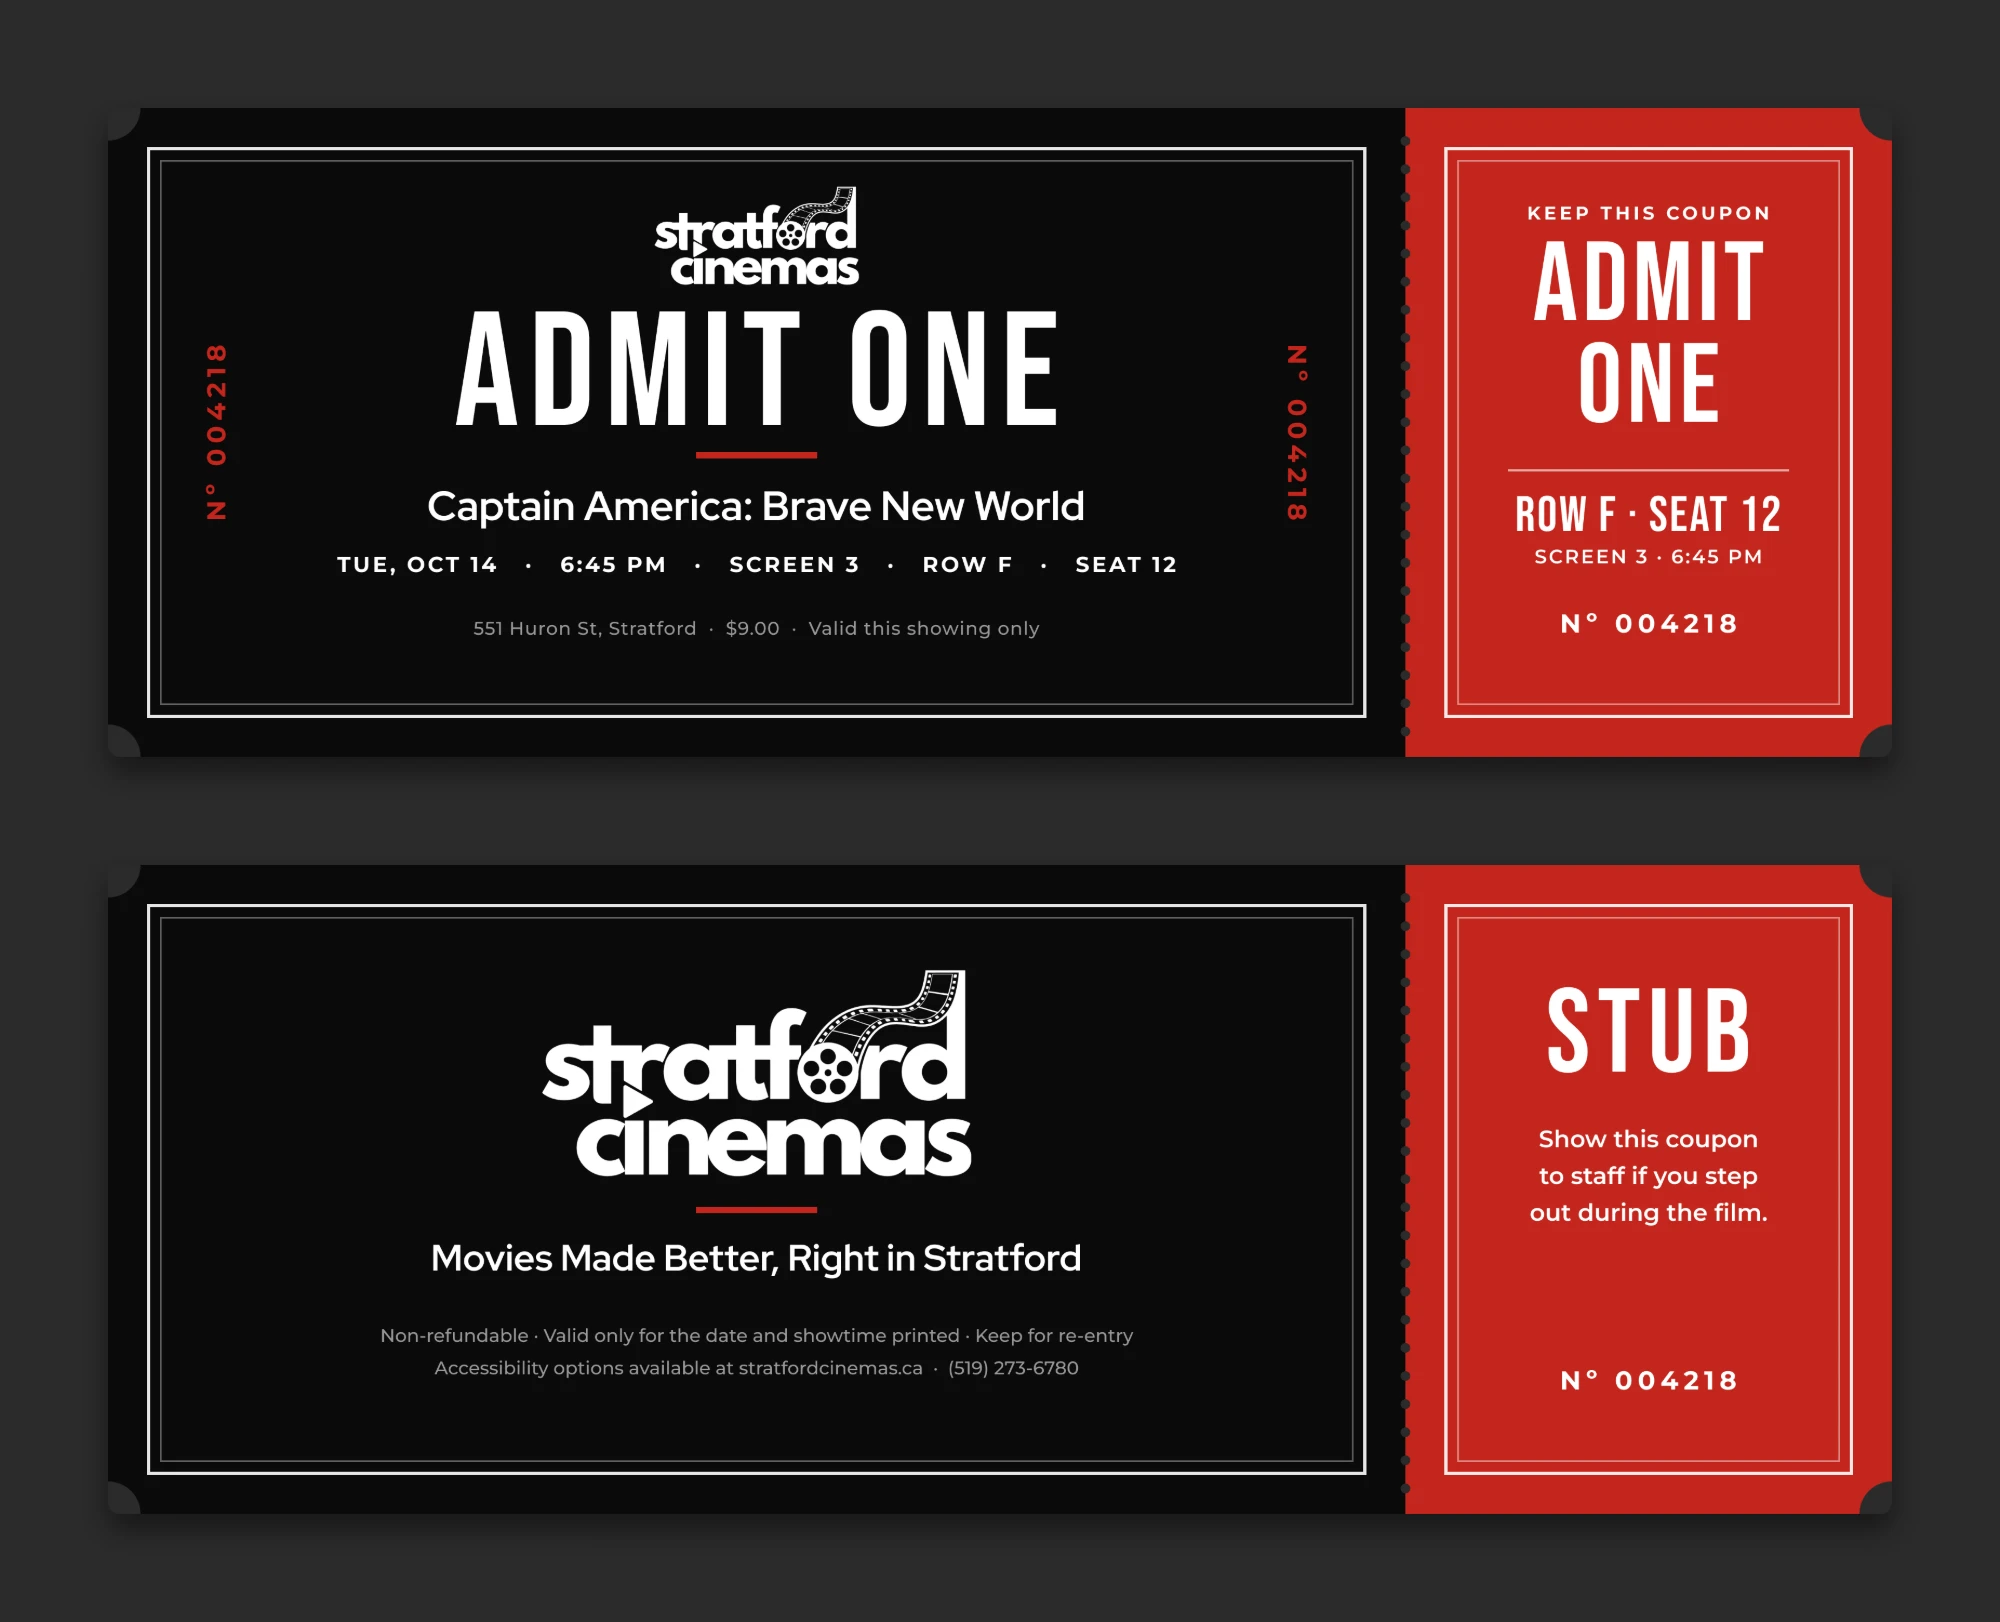 stratford
cinemas
ADMIT ONE
Nº 004218
Nº 004218
Captain America: Brave New World
TUE, OCT 14 · 6:45 PM · SCREEN 3 · ROW F · SEAT 12
551 Huron St, Stratford · $9.00 · Valid this showing only
KEEP THIS COUPON
ADMIT
ONE
ROW F · SEAT 12
SCREEN 3 · 6:45 PM
Nº 004218
stratford
cinemas
Movies Made Better, Right in Stratford
Non-refundable · Valid only for the date and showtime printed · Keep for re-entry
Accessibility options available at stratfordcinemas.ca · (519) 273-6780
STUB
Show this coupon
to staff if you step
out during the film.
Nº 004218